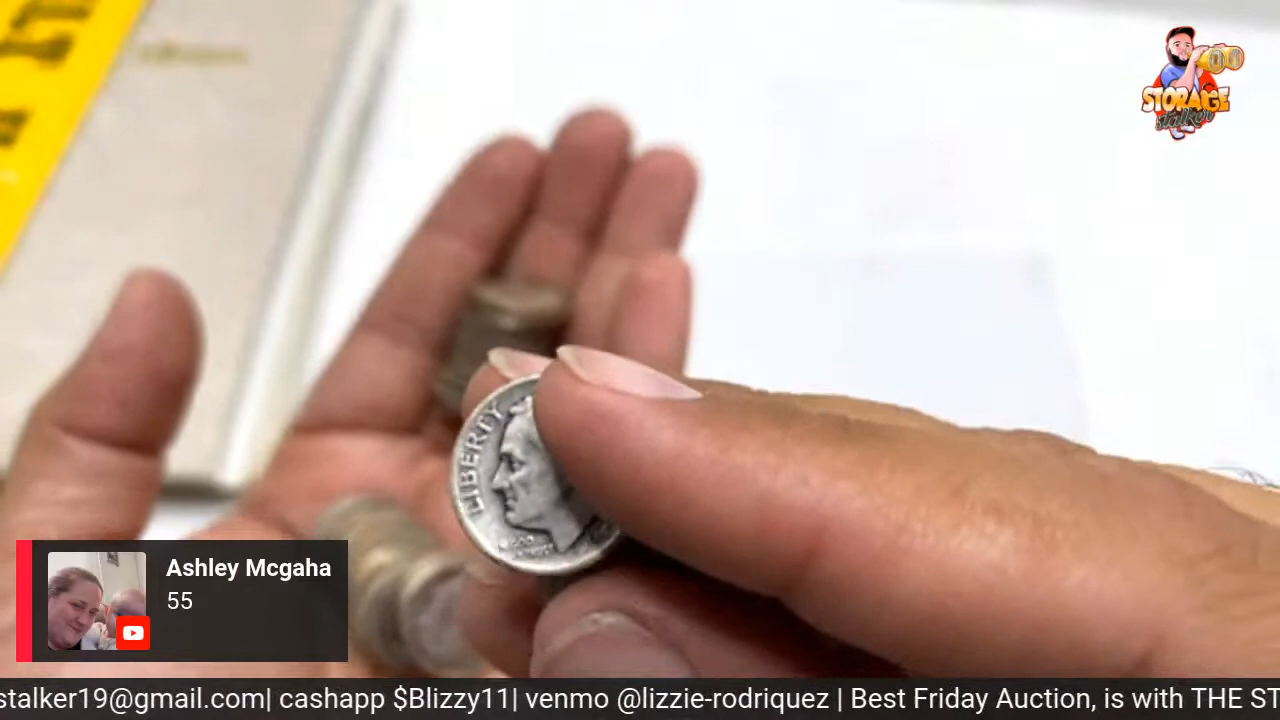 STORAGE
stalker
LIBERTY
Ashley Mcgaha
55
stalker19@gmail.com| cashapp $Blizzy11| venmo @lizzie-rodriquez | Best Friday Auction, is with THE ST